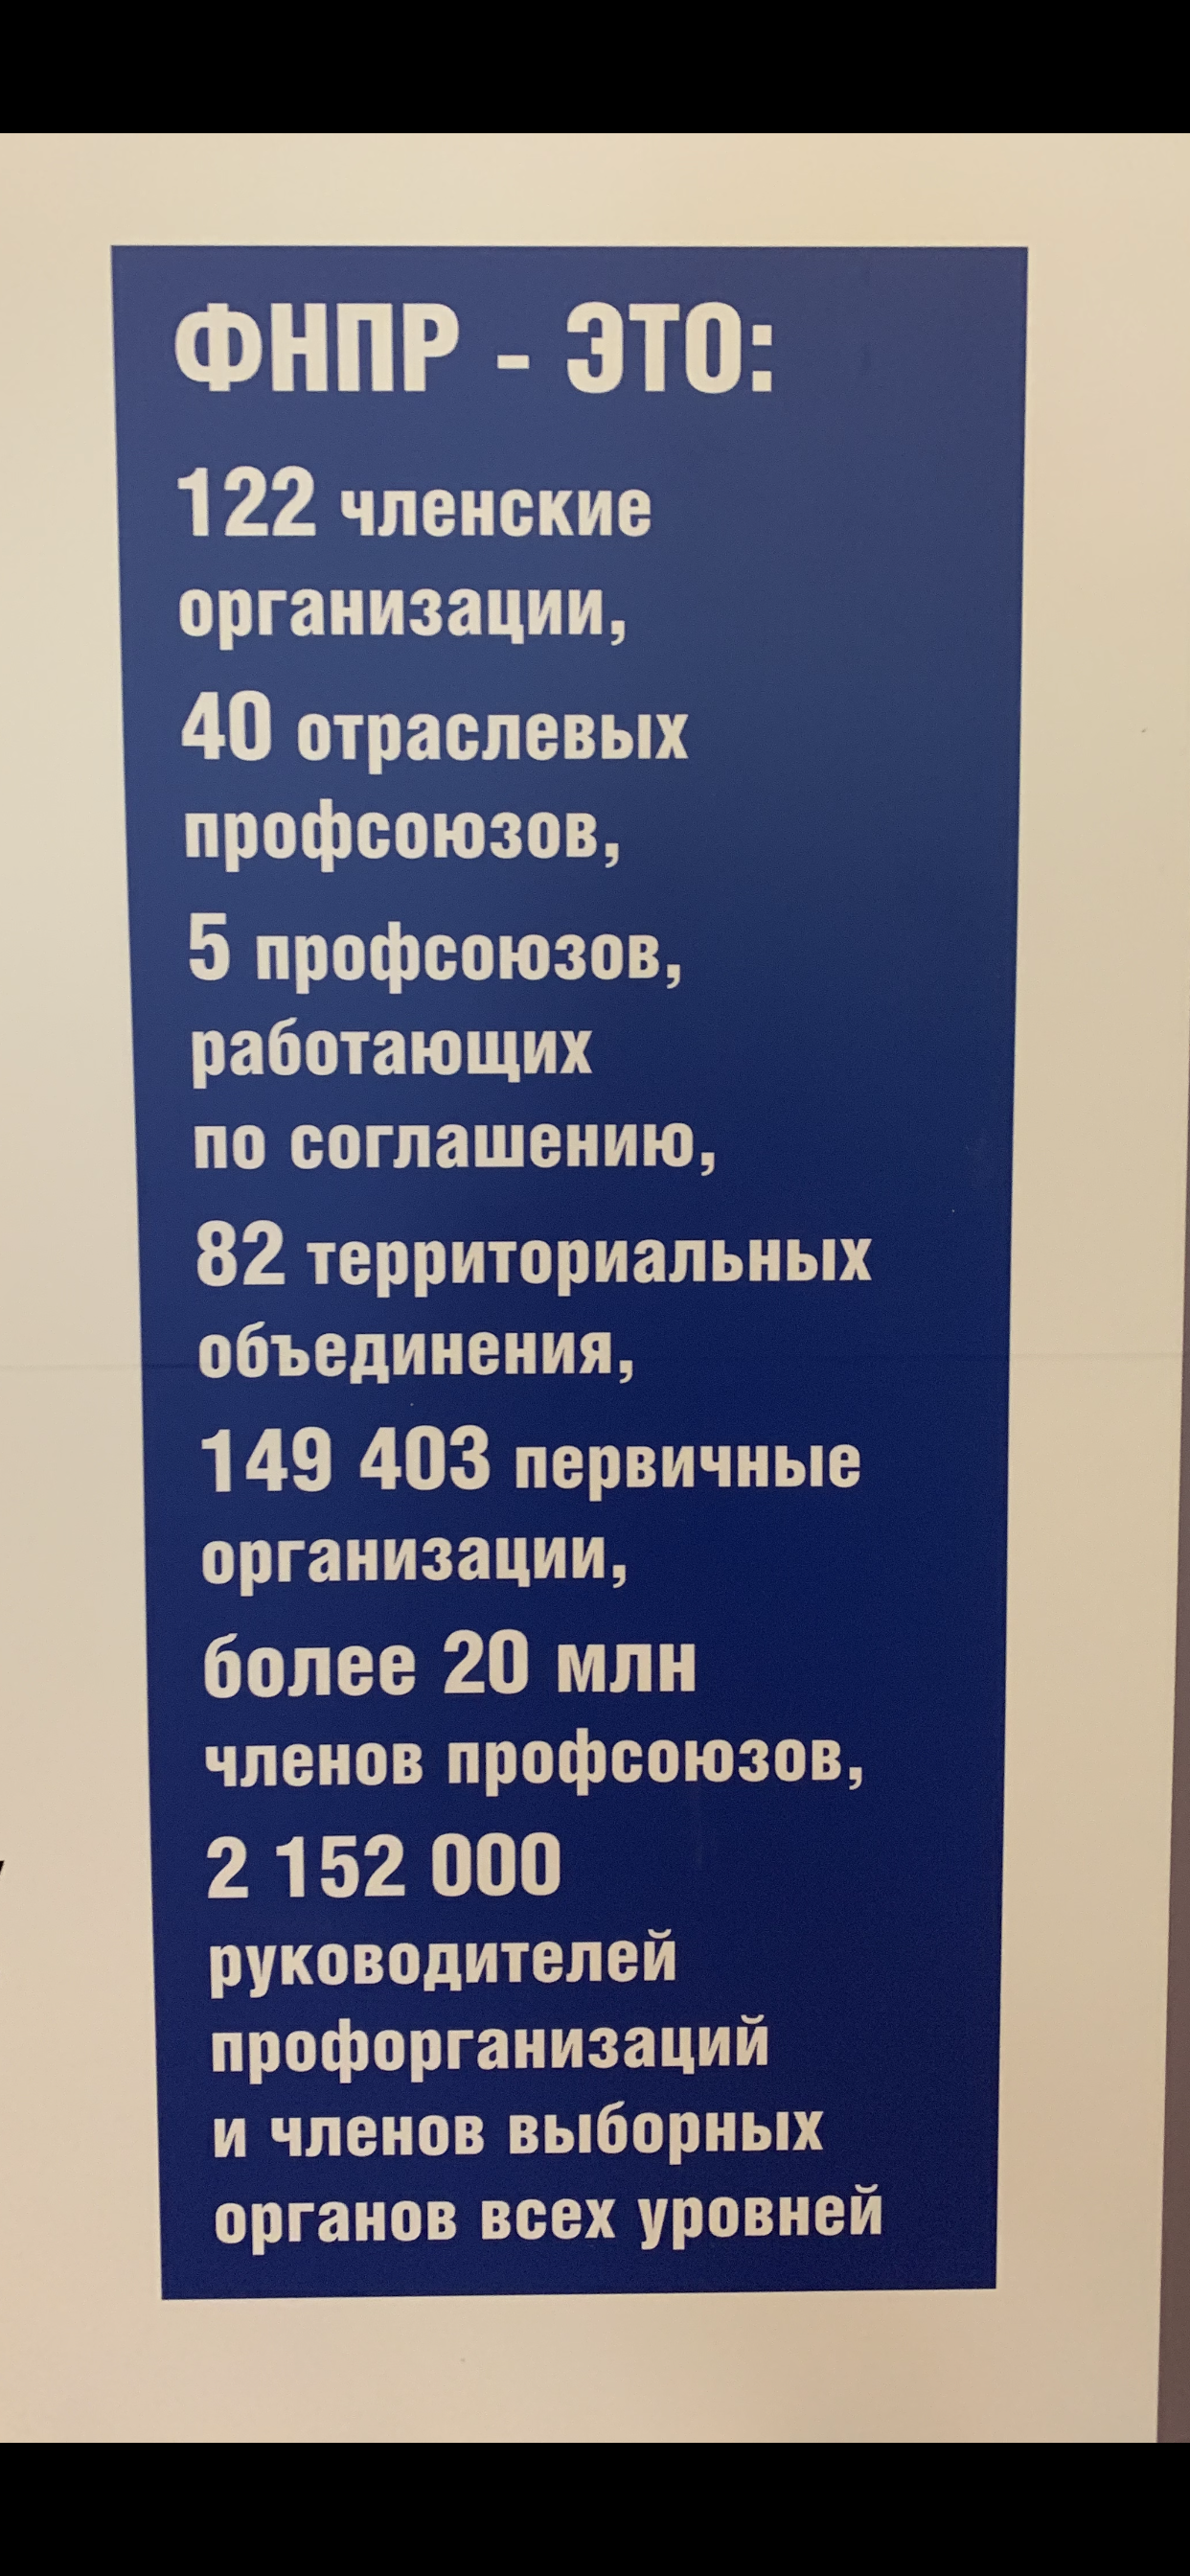 ФНПР - ЭТО:
122 членские
организации,
40 отраслевых
профсоюзов,
5 профсоюзов,
работающих
по соглашению,
82 территориальных
объединения,
149 403 первичные
организации,
более 20 млн
членов профсоюзов,
2 152 000
руководителей
профорганизаций
и членов выборных
органов всех уровней